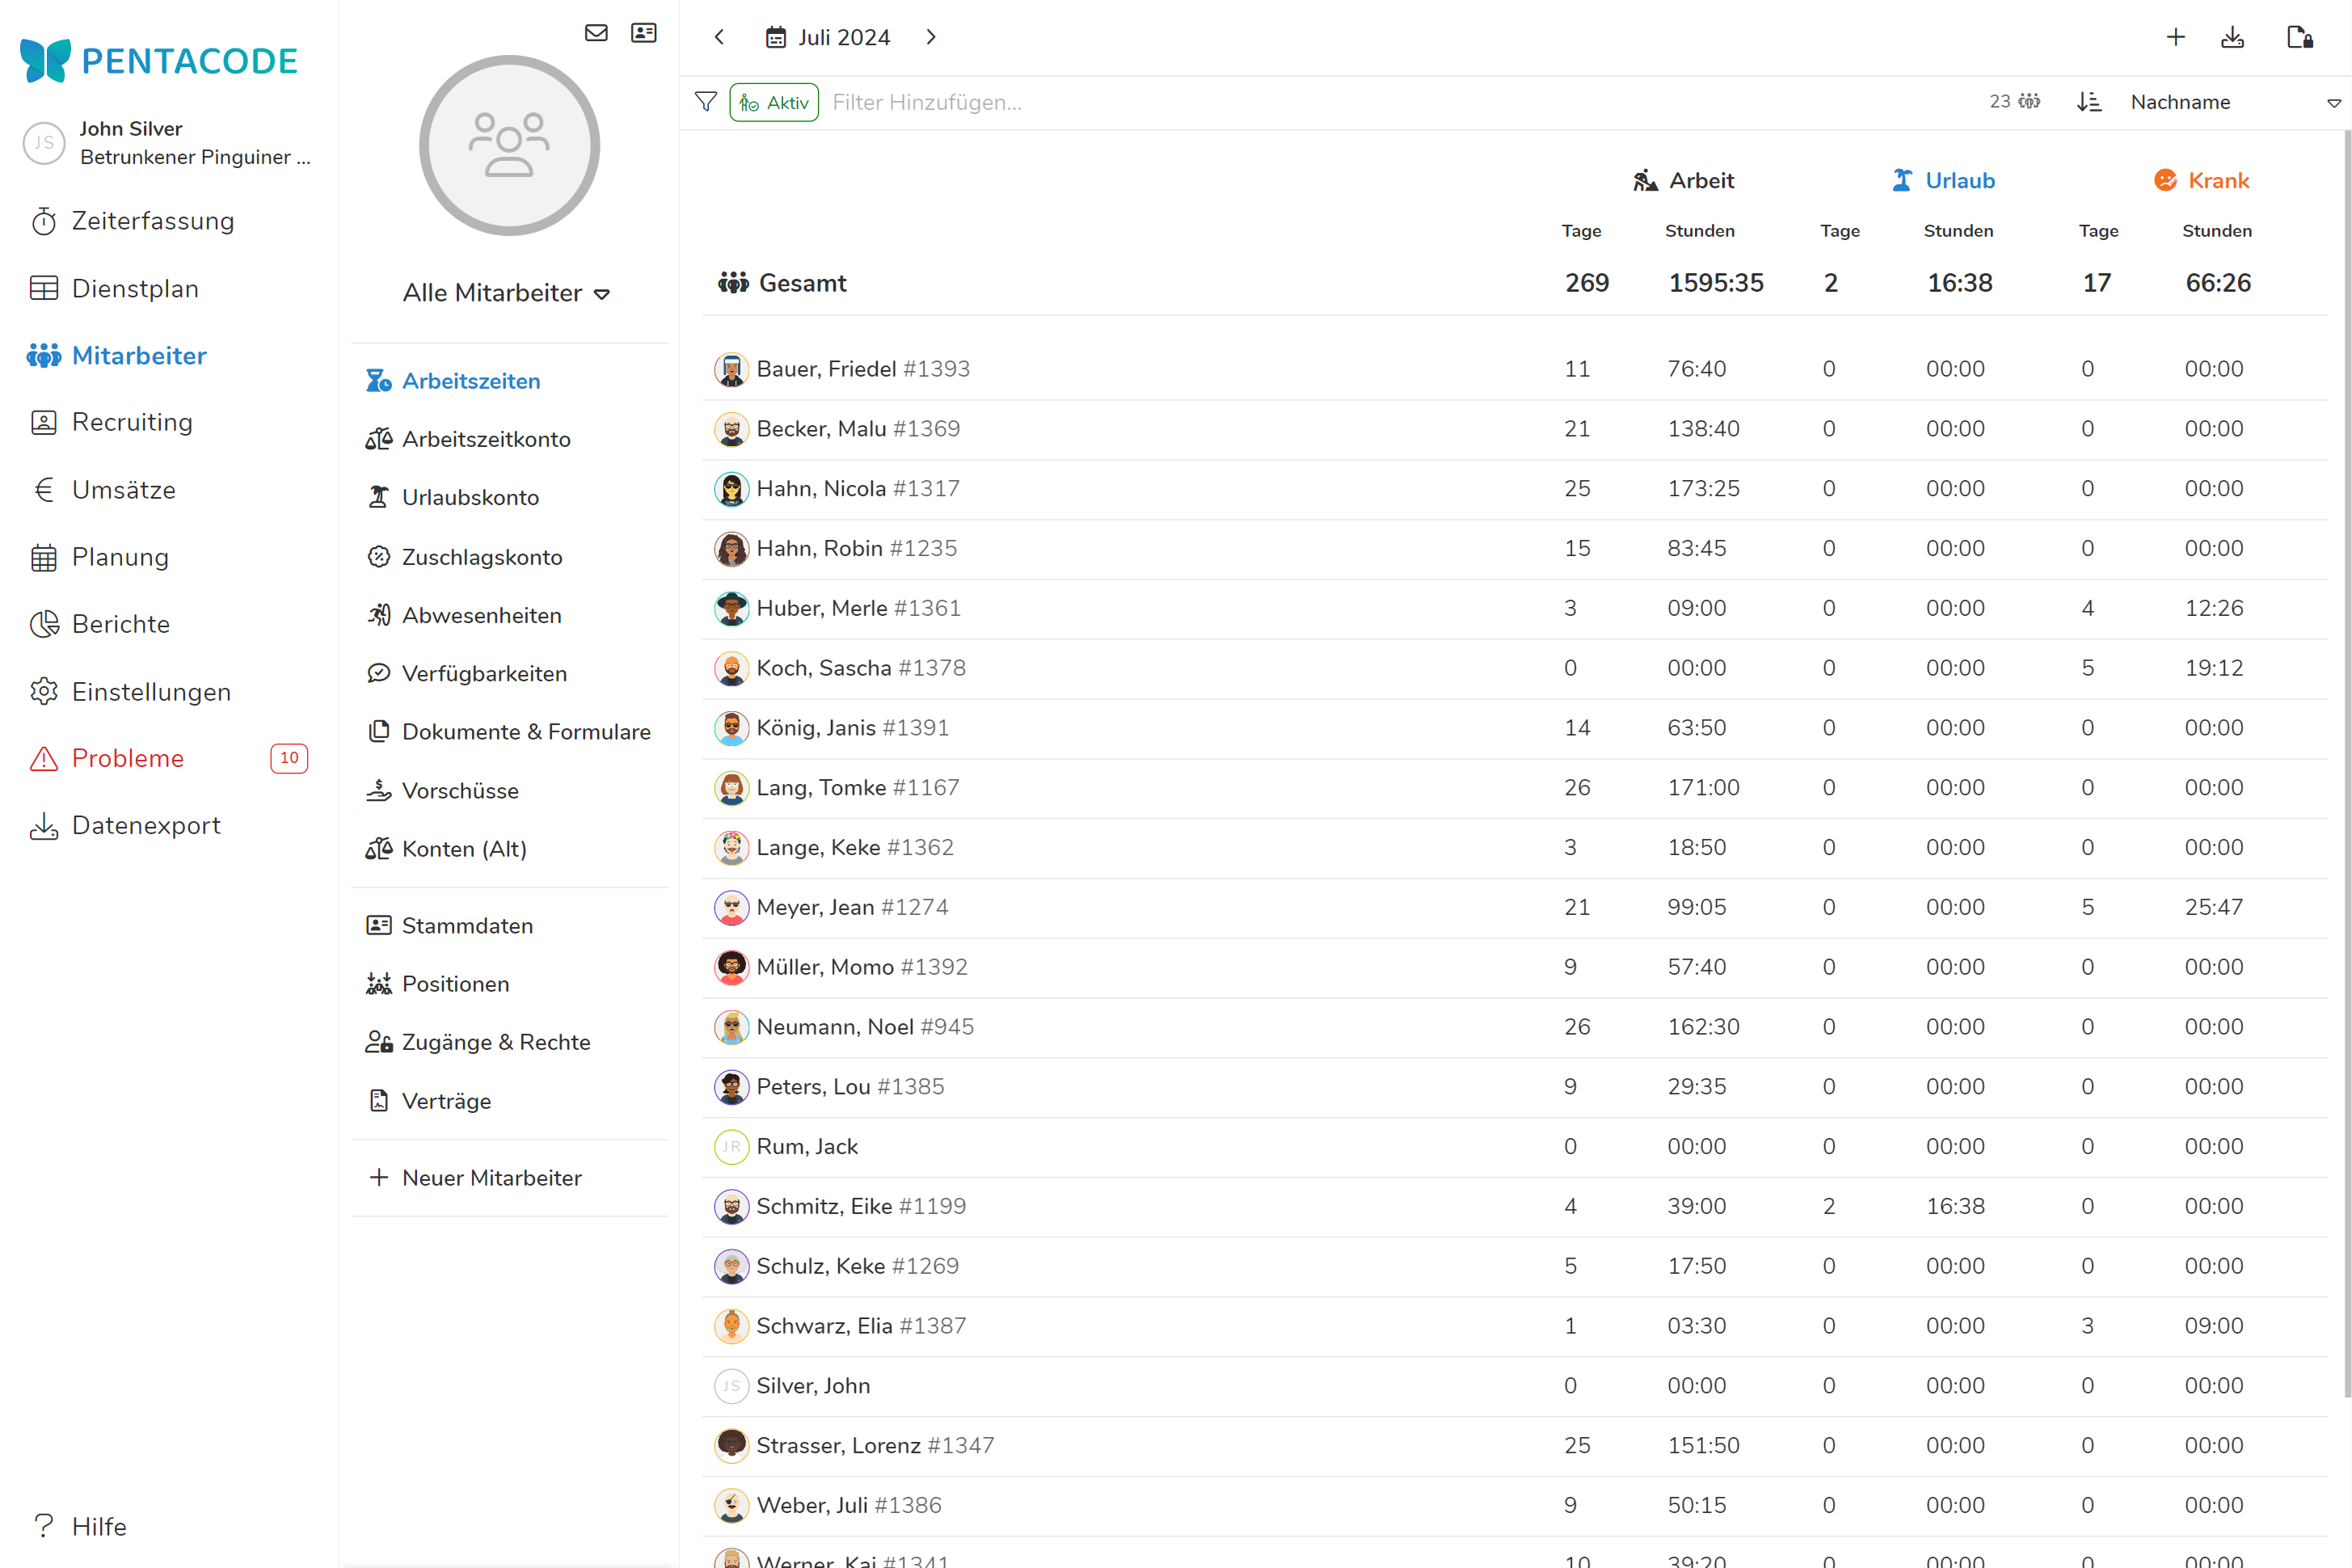 PENTACODE
JS
John Silver
Betrunkener Pinguiner ...
Zeiterfassung
Dienstplan
Mitarbeiter
Recruiting
Umsätze
Planung
Berichte
Einstellungen
Probleme 10
Datenexport
Hilfe
Alle Mitarbeiter
Arbeitszeiten
Arbeitszeitkonto
Urlaubskonto
Zuschlagskonto
Abwesenheiten
Verfügbarkeiten
Dokumente & Formulare
Vorschüsse
Konten (Alt)
Stammdaten
Positionen
Zugänge & Rechte
Verträge
Neuer Mitarbeiter
Juli 2024
Aktiv Filter Hinzufügen... 23 Nachname
Arbeit Urlaub Krank
Tage Stunden Tage Stunden Tage Stunden
Gesamt 269 1595:35 2 16:38 17 66:26
Bauer, Friedel #1393 11 76:40 0 00:00 0 00:00
Becker, Malu #1369 21 138:40 0 00:00 0 00:00
Hahn, Nicola #1317 25 173:25 0 00:00 0 00:00
Hahn, Robin #1235 15 83:45 0 00:00 0 00:00
Huber, Merle #1361 3 09:00 0 00:00 4 12:26
Koch, Sascha #1378 0 00:00 0 00:00 5 19:12
König, Janis #1391 14 63:50 0 00:00 0 00:00
Lang, Tomke #1167 26 171:00 0 00:00 0 00:00
Lange, Keke #1362 3 18:50 0 00:00 0 00:00
Meyer, Jean #1274 21 99:05 0 00:00 5 25:47
Müller, Momo #1392 9 57:40 0 00:00 0 00:00
Neumann, Noel #945 26 162:30 0 00:00 0 00:00
Peters, Lou #1385 9 29:35 0 00:00 0 00:00
JR Rum, Jack 0 00:00 0 00:00 0 00:00
Schmitz, Eike #1199 4 39:00 2 16:38 0 00:00
Schulz, Keke #1269 5 17:50 0 00:00 0 00:00
Schwarz, Elia #1387 1 03:30 0 00:00 3 09:00
JS Silver, John 0 00:00 0 00:00 0 00:00
Strasser, Lorenz #1347 25 151:50 0 00:00 0 00:00
Weber, Juli #1386 9 50:15 0 00:00 0 00:00
Werner, Kai #1341 10 39:20 0 00:00 0 00:00